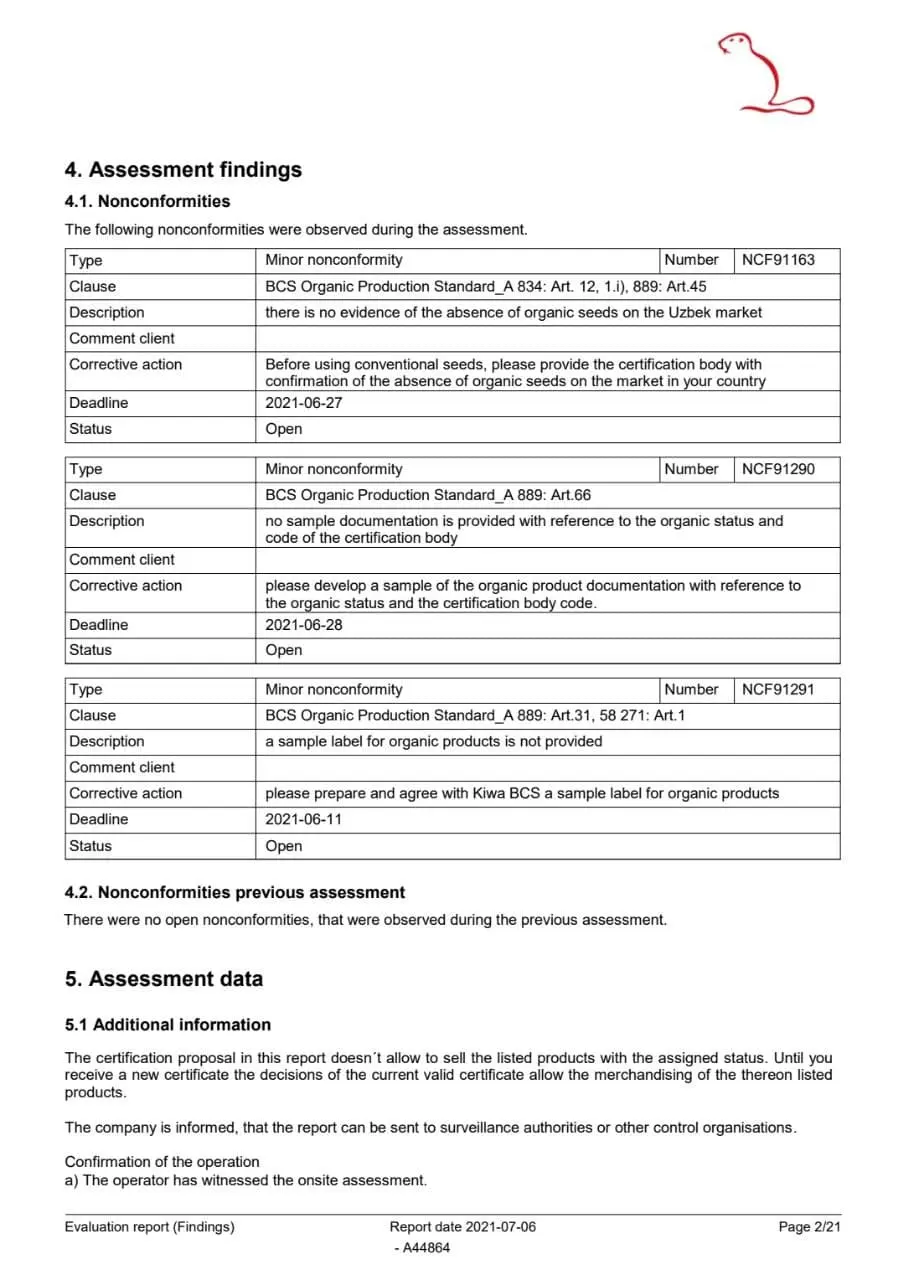 4. Assessment findings
4.1. Nonconformities
The following nonconformities were observed during the assessment.
Type Minor nonconformity Number NCF91163
Clause BCS Organic Production Standard_A 834: Art. 12, 1.i), 889: Art.45
Description there is no evidence of the absence of organic seeds on the Uzbek market
Comment client
Corrective action Before using conventional seeds, please provide the certification body with
confirmation of the absence of organic seeds on the market in your country
Deadline 2021-06-27
Status Open
Type Minor nonconformity Number NCF91290
Clause BCS Organic Production Standard_A 889: Art.66
Description no sample documentation is provided with reference to the organic status and
code of the certification body
Comment client
Corrective action please develop a sample of the organic product documentation with reference to
the organic status and the certification body code.
Deadline 2021-06-28
Status Open
Type Minor nonconformity Number NCF91291
Clause BCS Organic Production Standard_A 889: Art.31, 58 271: Art.1
Description a sample label for organic products is not provided
Comment client
Corrective action please prepare and agree with Kiwa BCS a sample label for organic products
Deadline 2021-06-11
Status Open
4.2. Nonconformities previous assessment
There were no open nonconformities, that were observed during the previous assessment.
5. Assessment data
5.1 Additional information
The certification proposal in this report doesn´t allow to sell the listed products with the assigned status. Until you
receive a new certificate the decisions of the current valid certificate allow the merchandising of the thereon listed
products.
The company is informed, that the report can be sent to surveillance authorities or other control organisations.
Confirmation of the operation
a) The operator has witnessed the onsite assessment.
Evaluation report (Findings) Report date 2021-07-06 Page 2/21
- A44864